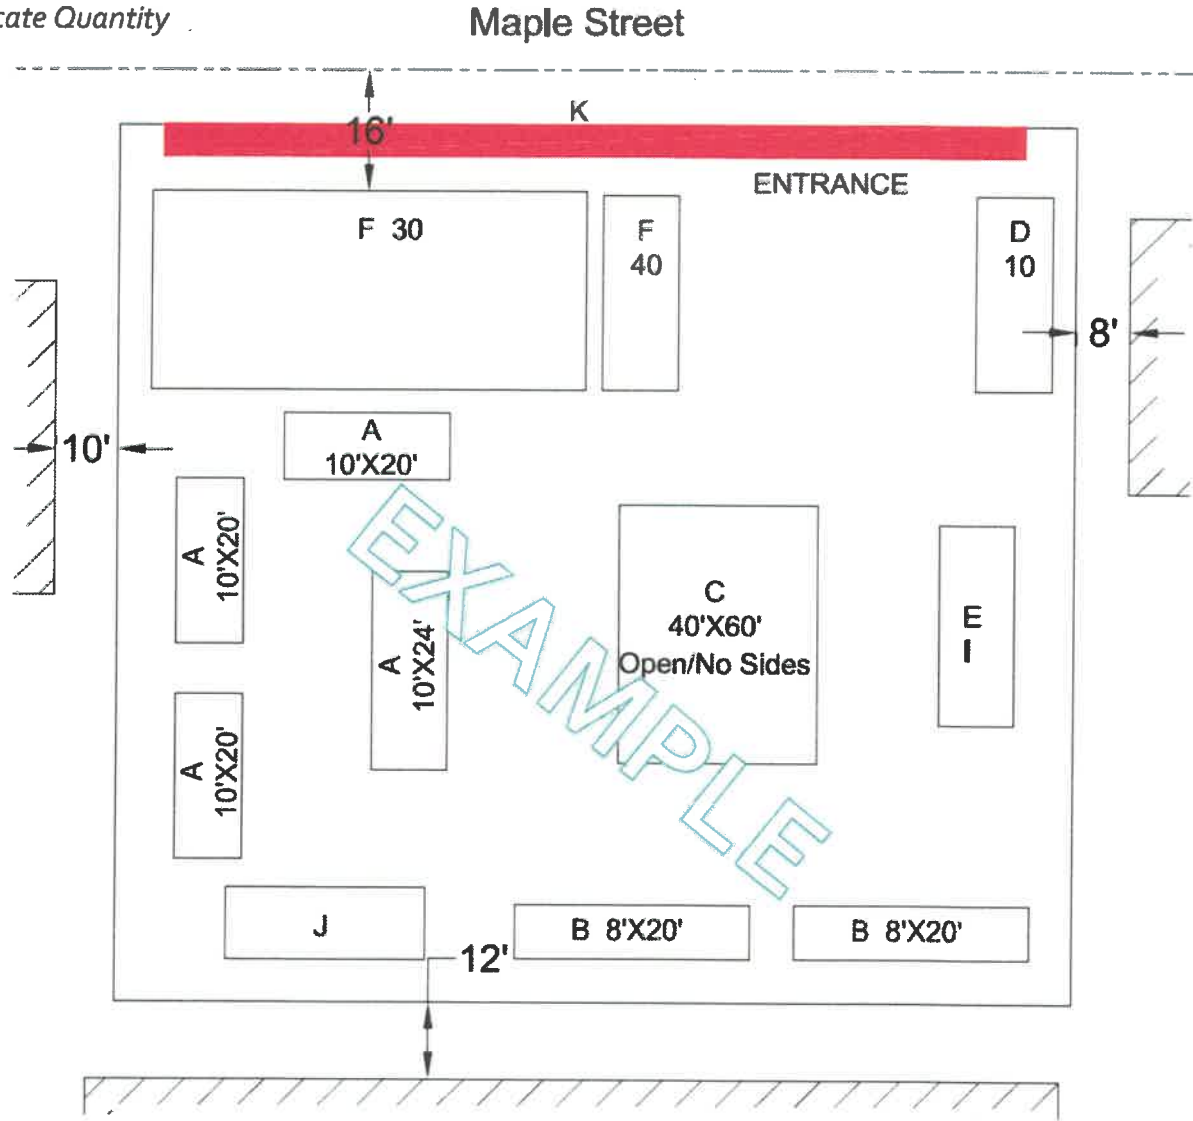 cate Quantity
Maple Street
K
16'
ENTRANCE
F 30
F
40
D
10
8'
10'
A
10'X20'
A
10'X20'
A
10'X24'
C
40'X60'
Open/No Sides
E
I
A
10'X20'
EXAMPLE
J
B 8'X20'
B 8'X20'
12'